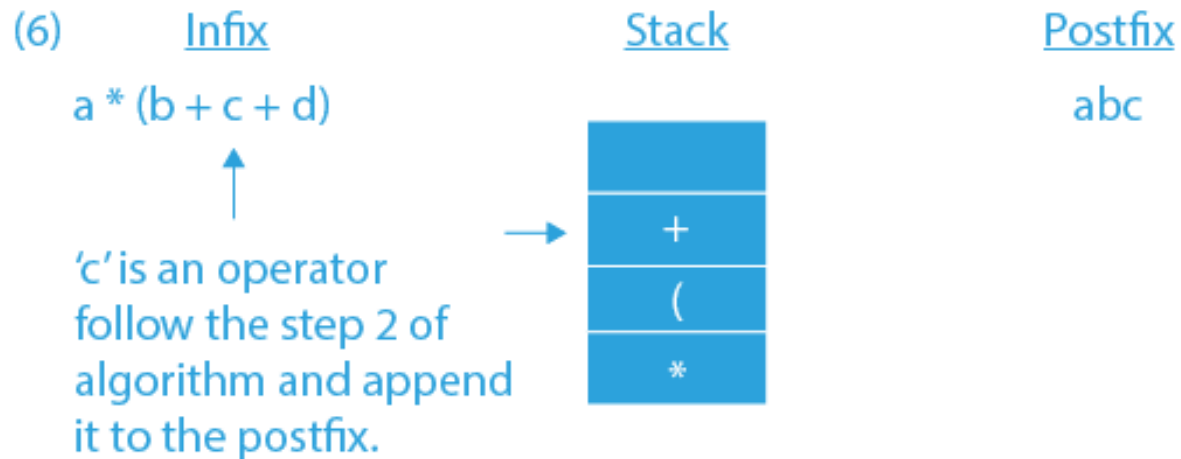 (6) Infix Stack Postfix
a * (b + c + d) abc
+
‘c’ is an operator
(
follow the step 2 of
algorithm and append
*
it to the postfix.